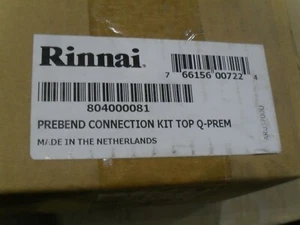 Rinnai.
7 66156 00722 4
804000081
PREBEND CONNECTION KIT TOP Q-PREM
MADE IN THE NETHERLANDS